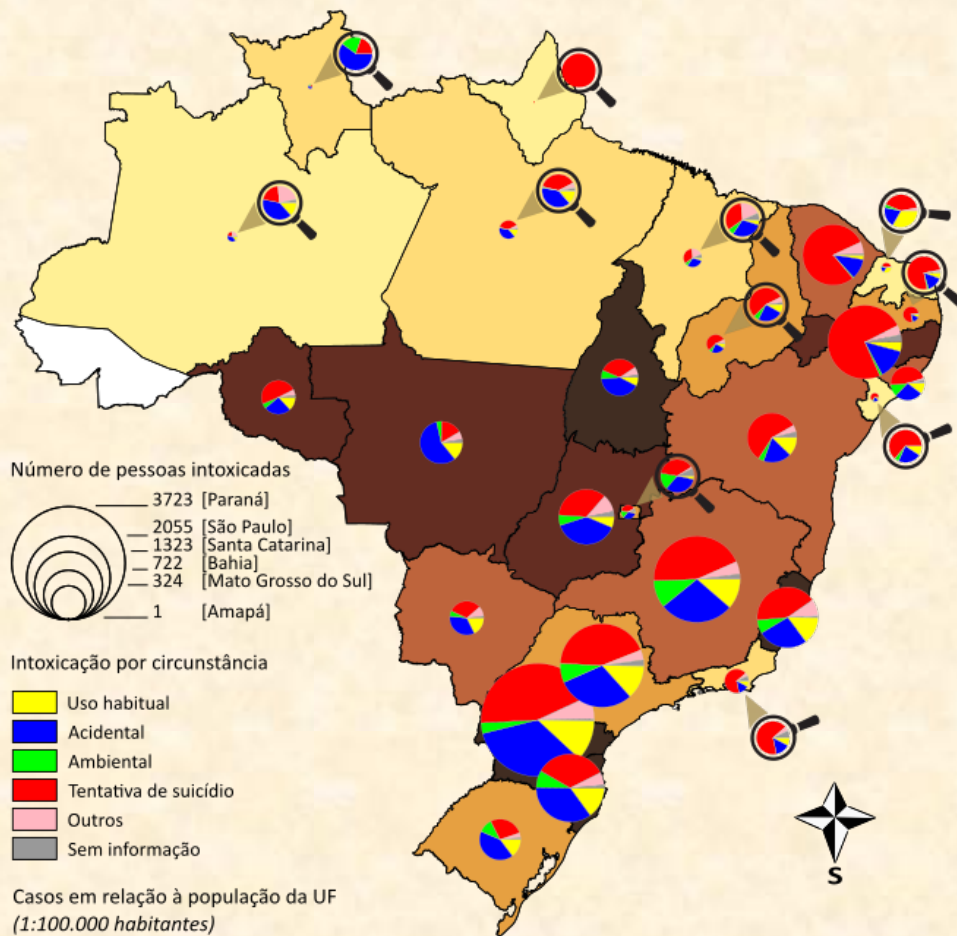 Número de pessoas intoxicadas
3723 [Paraná]
2055 [São Paulo]
1323 [Santa Catarina]
722 [Bahia]
324 [Mato Grosso do Sul]
1 [Amapá]
Intoxicação por circunstância
Uso habitual
Acidental
Ambiental
Tentativa de suicídio
Outros
Sem informação
Casos em relação à população da UF
(1:100.000 habitantes)
S